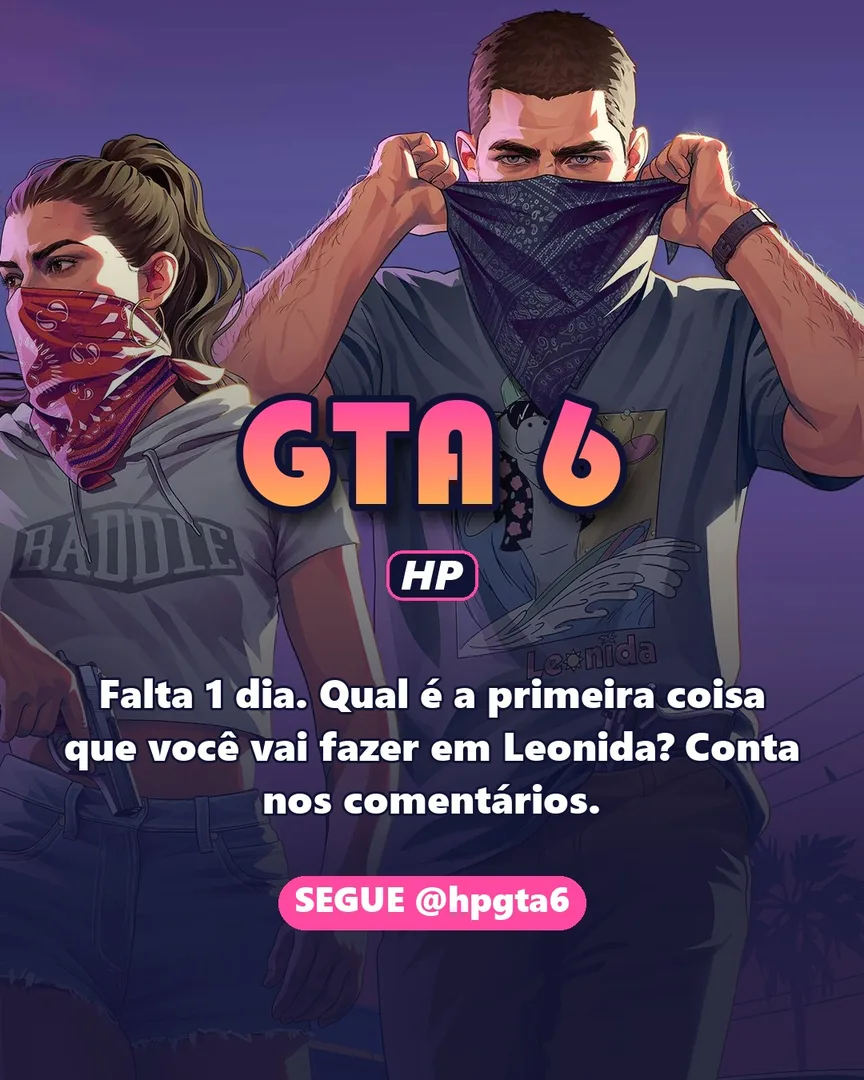 GTA 6
HP
BADDIE
Leonida
Falta 1 dia. Qual é a primeira coisa
que você vai fazer em Leonida? Conta
nos comentários.
SEGUE @hpgta6